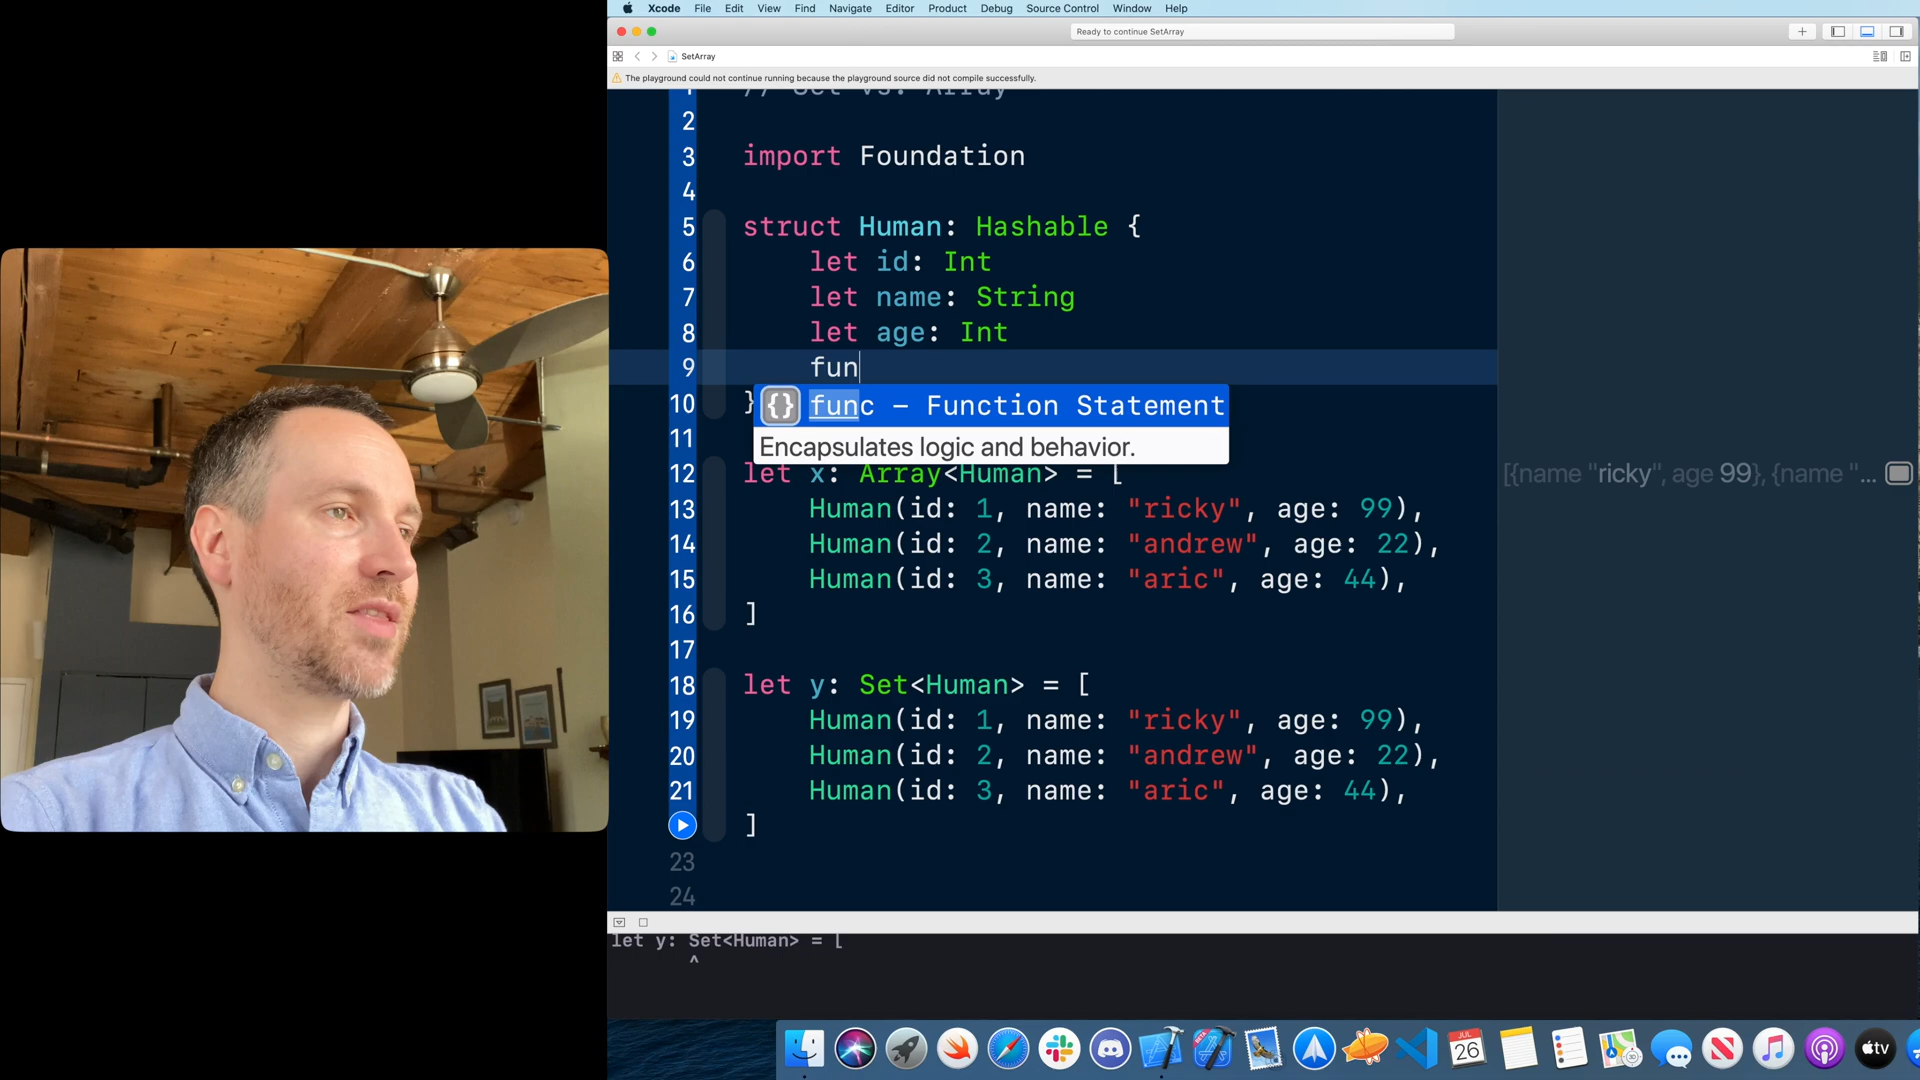 Xcode File Edit View Find Navigate Editor Product Debug Source Control Window Help
Ready to continue SetArray
SetArray
The playground could not continue running because the playground source did not compile successfully.
1 // Set vs. Array
2
3 import Foundation
4
5 struct Human: Hashable {
6 let id: Int
7 let name: String
8 let age: Int
9 fun
10 } {} func – Function Statement
Encapsulates logic and behavior.
11
12 let x: Array<Human> = [
[{name "ricky", age 99}, {name "...
13 Human(id: 1, name: "ricky", age: 99),
14 Human(id: 2, name: "andrew", age: 22),
15 Human(id: 3, name: "aric", age: 44),
16 ]
17
18 let y: Set<Human> = [
19 Human(id: 1, name: "ricky", age: 99),
20 Human(id: 2, name: "andrew", age: 22),
21 Human(id: 3, name: "aric", age: 44),
]
23
24
let y: Set<Human> = [
^
BETA
JUL
26
tv